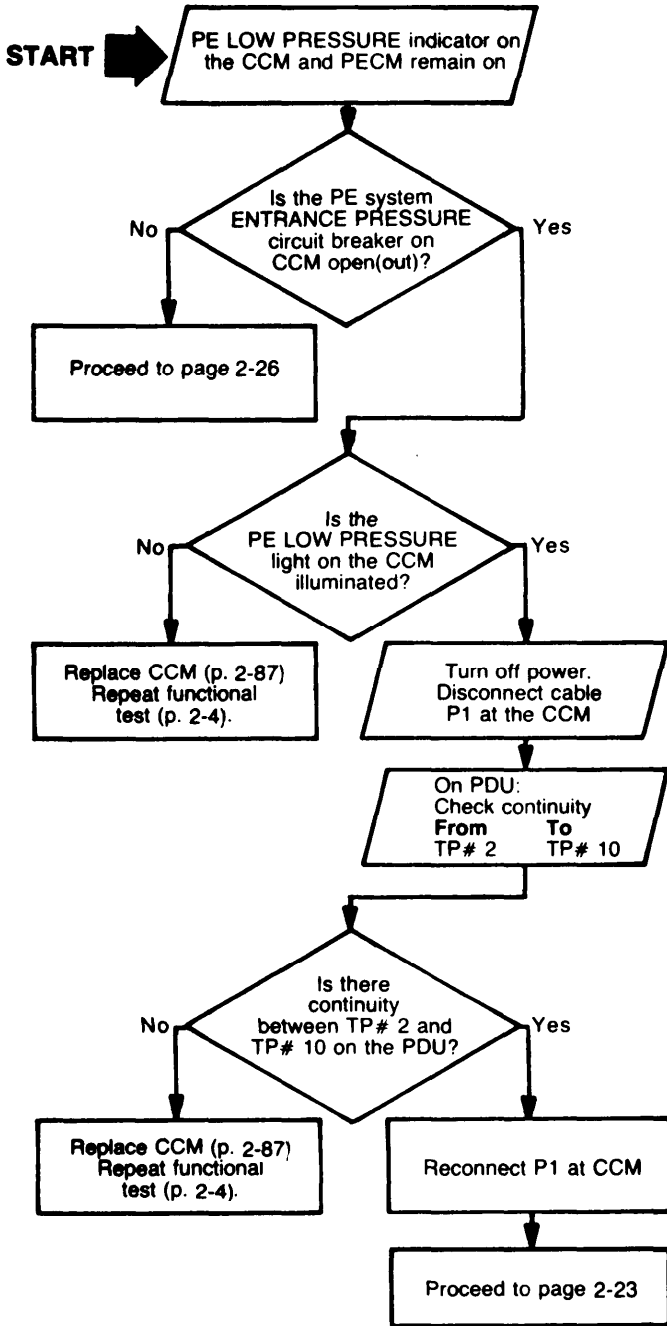 START
PE LOW PRESSURE indicator on
the CCM and PECM remain on
Is the PE system
ENTRANCE PRESSURE
circuit breaker on
CCM open(out)?
No
Yes
Proceed to page 2-26
Is the
PE LOW PRESSURE
light on the CCM
illuminated?
No
Yes
Replace CCM (p. 2-87)
Repeat functional
test (p. 2-4).
Turn off power.
Disconnect cable
P1 at the CCM
On PDU:
Check continuity
From To
TP# 2 TP# 10
Is there
continuity
between TP# 2 and
TP# 10 on the PDU?
No
Yes
Replace CCM (p. 2-87)
Repeat functional
test (p. 2-4).
Reconnect P1 at CCM
Proceed to page 2-23